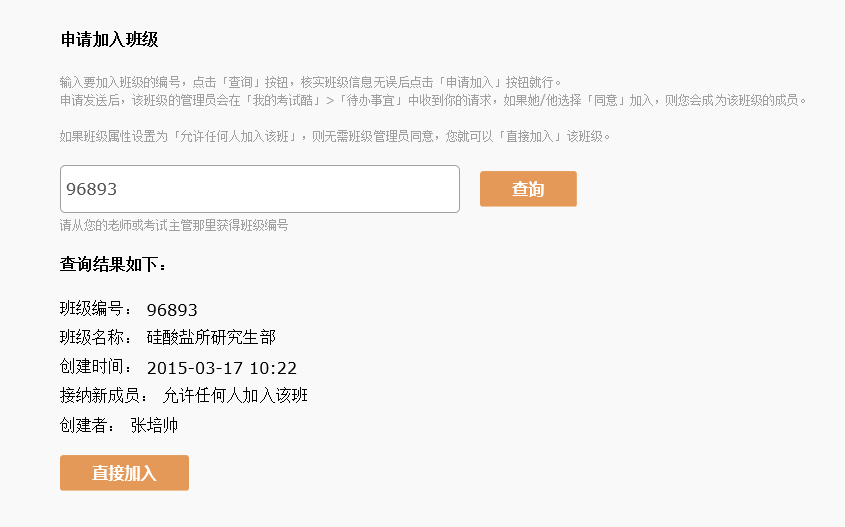 申请加入班级
输入要加入班级的编号，点击「查询」按钮，核实班级信息无误后点击「申请加入」按钮就行。
申请发送后，该班级的管理员会在「我的考试酷」>「待办事宜」中收到你的请求，如果她/他选择「同意」加入，则您会成为该班级的成员。
如果班级属性设置为「允许任何人加入该班」，则无需班级管理员同意，您就可以「直接加入」该班级。
96893 查询
请从您的老师或考试主管那里获得班级编号
查询结果如下：
班级编号： 96893
班级名称： 硅酸盐所研究生部
创建时间： 2015-03-17 10:22
接纳新成员： 允许任何人加入该班
创建者： 张培帅
直接加入